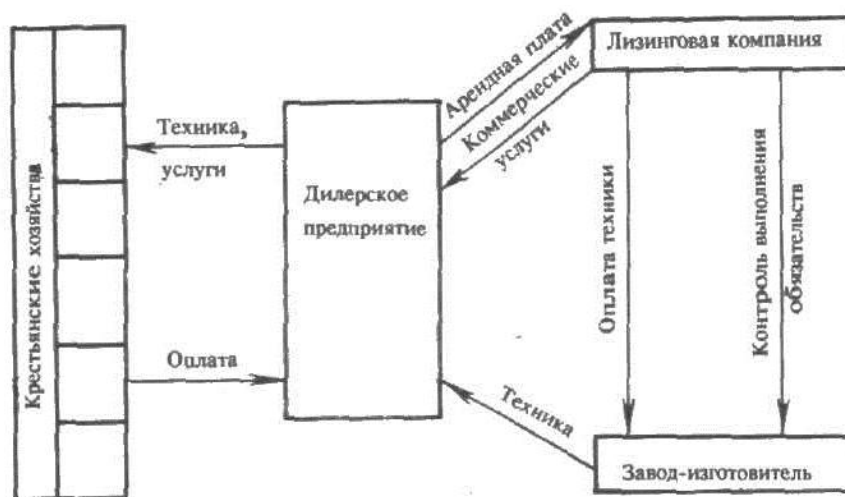 Крестьянские хозяйства
Техника,
услуги
Оплата
Дилерское
предприятие
Арендная плата
Коммерческие
услуги
Лизинговая компания
Оплата техники
Контроль выполнения
обязательств
Техника
Завод-изготовитель